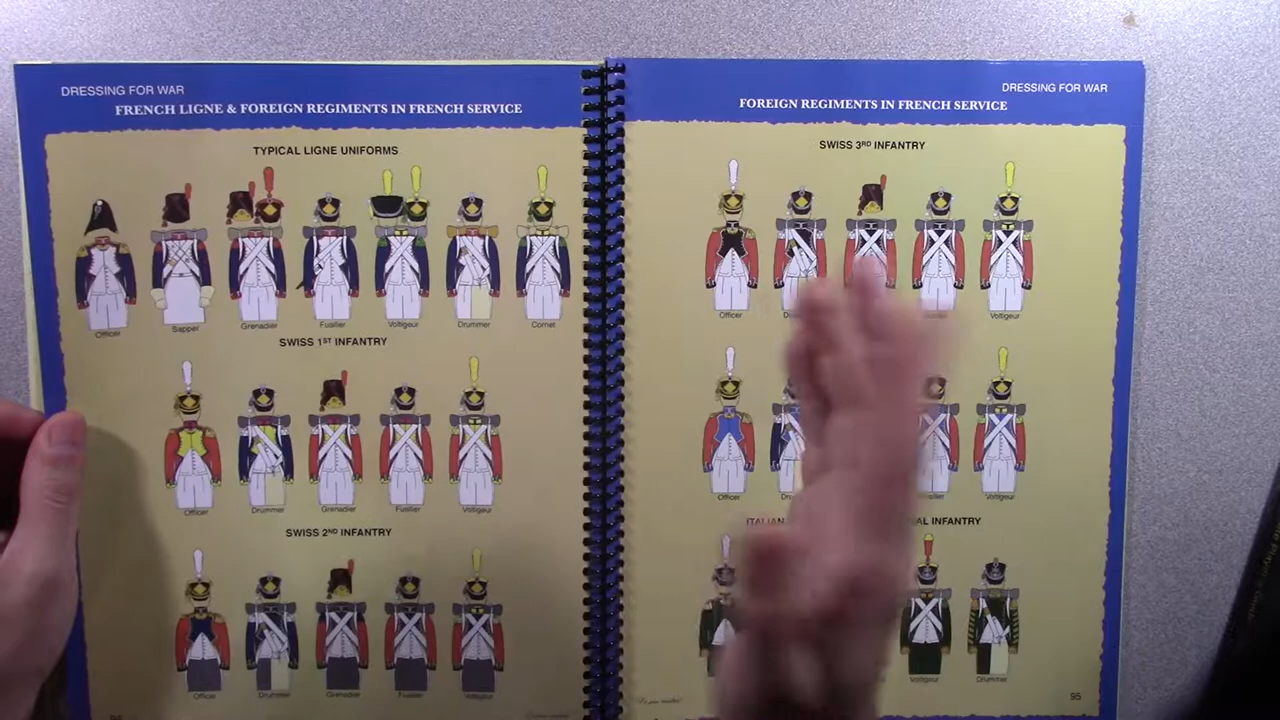 DRESSING FOR WAR
FRENCH LIGNE & FOREIGN REGIMENTS IN FRENCH SERVICE
TYPICAL LIGNE UNIFORMS
Officer Sapper Grenadier Fusilier Voltigeur Drummer Cornet
SWISS 1ST INFANTRY
Officer Drummer Grenadier Fusilier Voltigeur
SWISS 2ND INFANTRY
Officer Drummer Grenadier Fusilier Voltigeur
DRESSING FOR WAR
FOREIGN REGIMENTS IN FRENCH SERVICE
SWISS 3RD INFANTRY
Officer Voltigeur
Officer Voltigeur
ITALIAN INFANTRY
Voltigeur Drummer
95